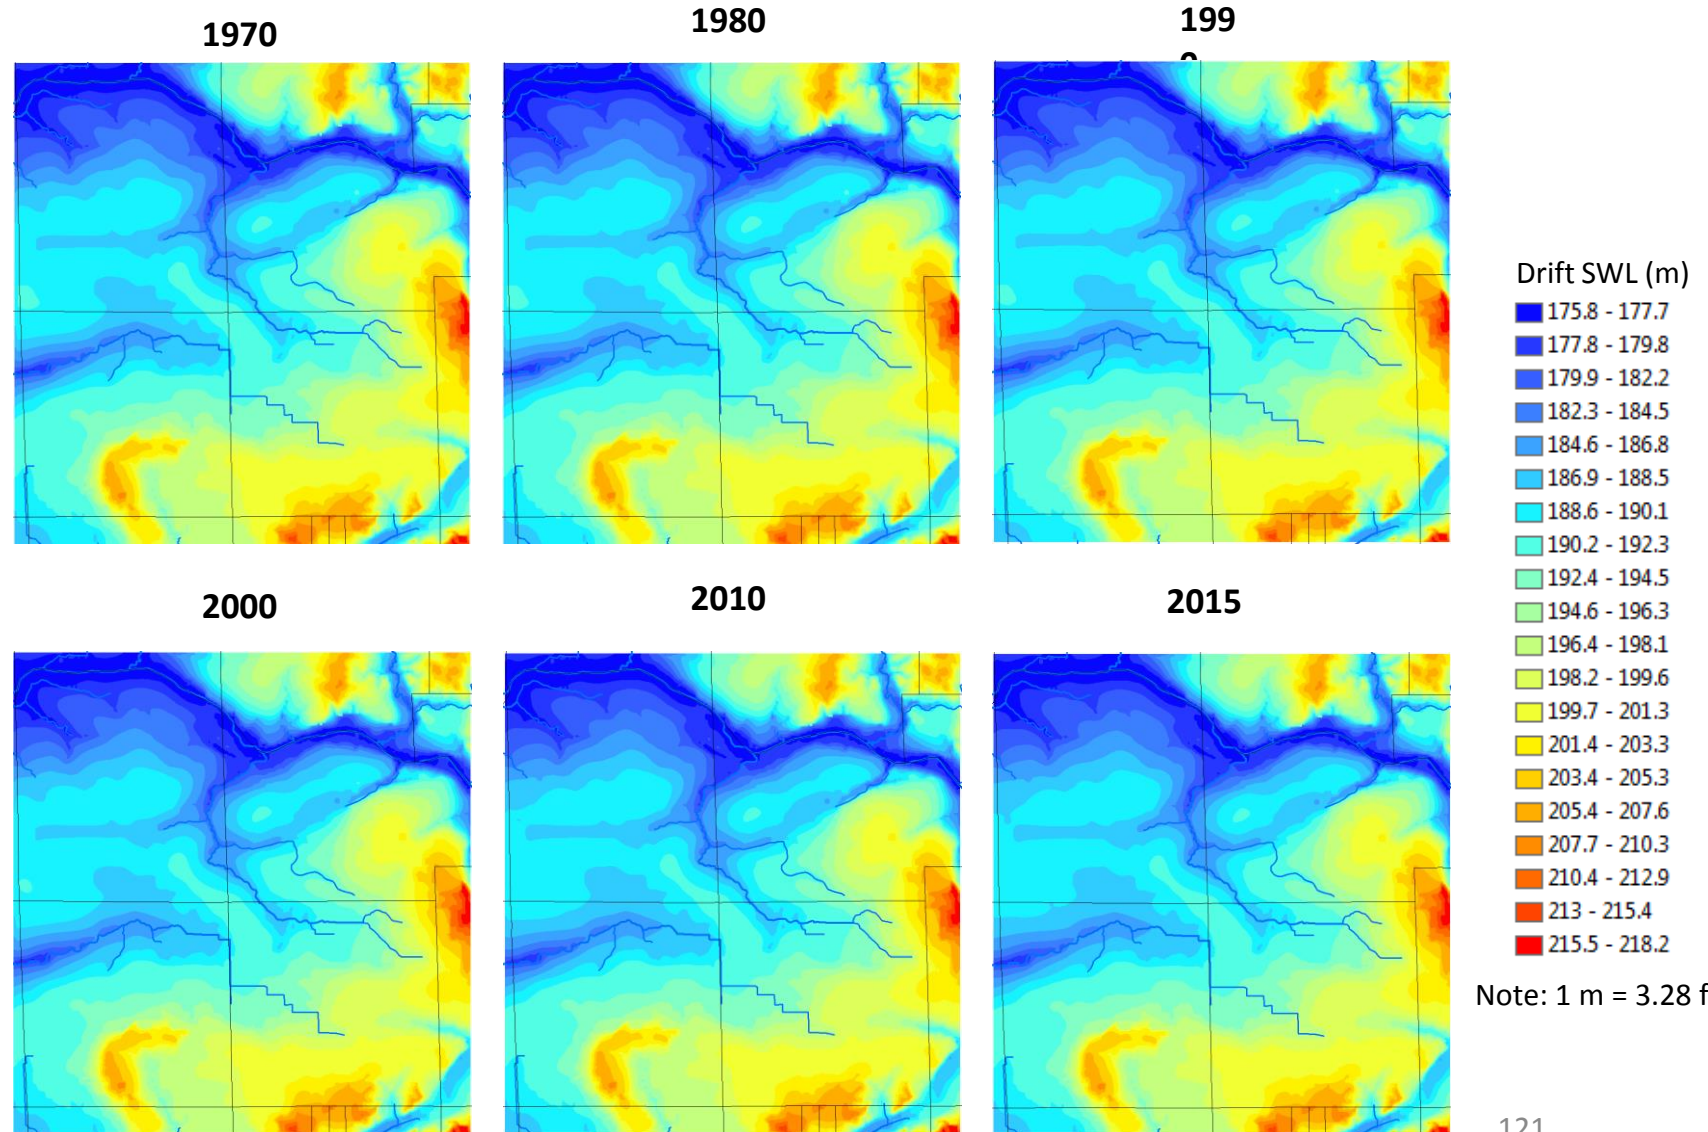 1970
1980
199
0
2000
2010
2015
Drift SWL (m)
175.8 - 177.7
177.8 - 179.8
179.9 - 182.2
182.3 - 184.5
184.6 - 186.8
186.9 - 188.5
188.6 - 190.1
190.2 - 192.3
192.4 - 194.5
194.6 - 196.3
196.4 - 198.1
198.2 - 199.6
199.7 - 201.3
201.4 - 203.3
203.4 - 205.3
205.4 - 207.6
207.7 - 210.3
210.4 - 212.9
213 - 215.4
215.5 - 218.2
Note: 1 m = 3.28 f
121